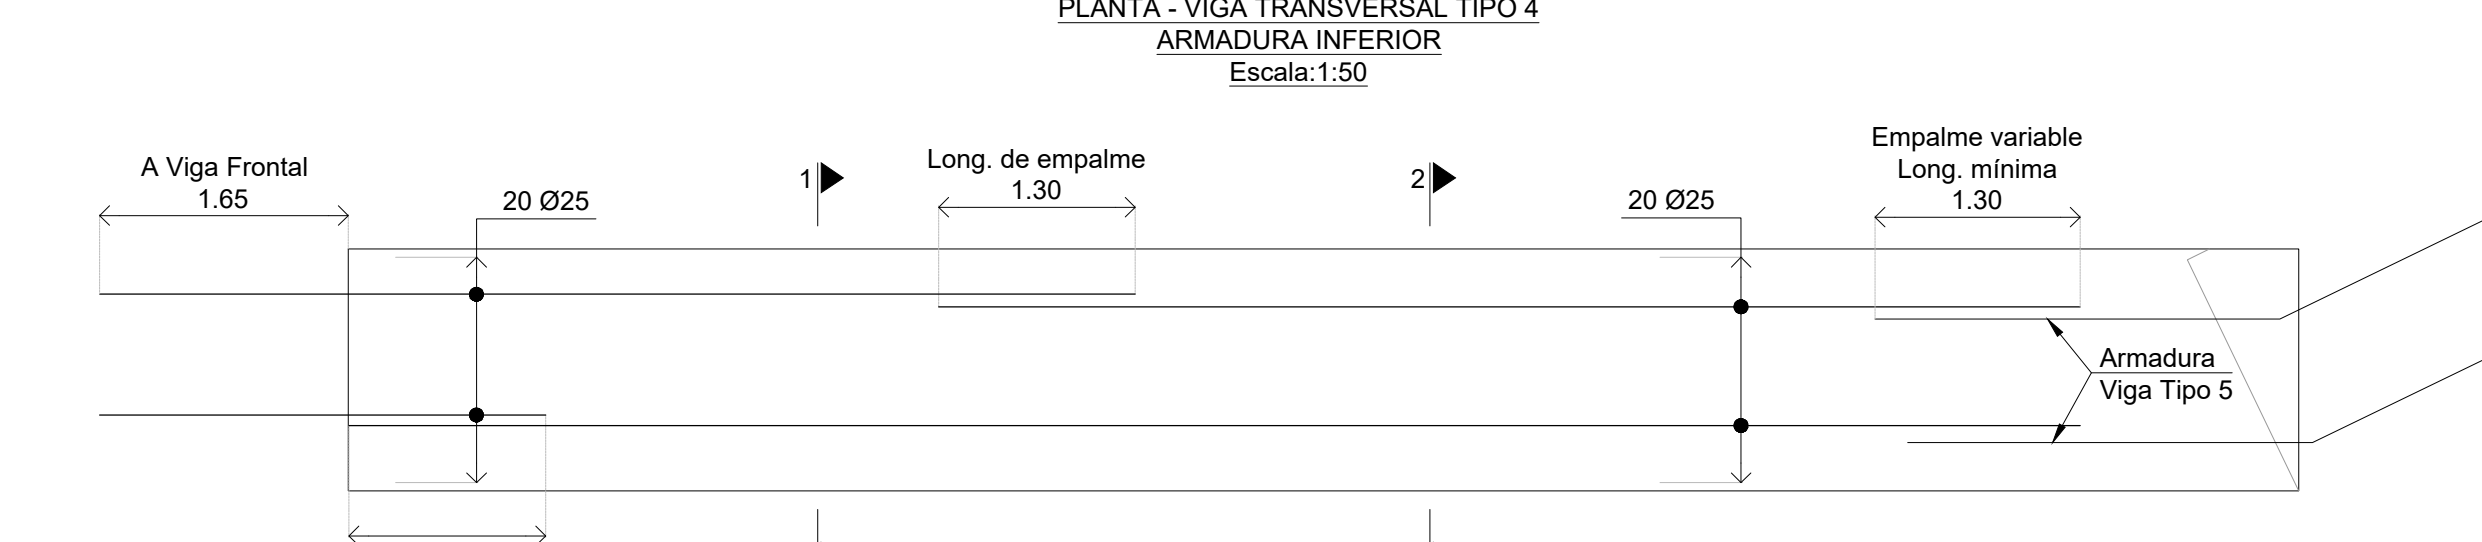 PLANTA - VIGA TRANSVERSAL TIPO 4
ARMADURA INFERIOR
Escala:1:50
A Viga Frontal
1.65
20 Ø25
1
Long. de empalme
1.30
2
20 Ø25
Empalme variable
Long. mínima
1.30
Armadura
Viga Tipo 5